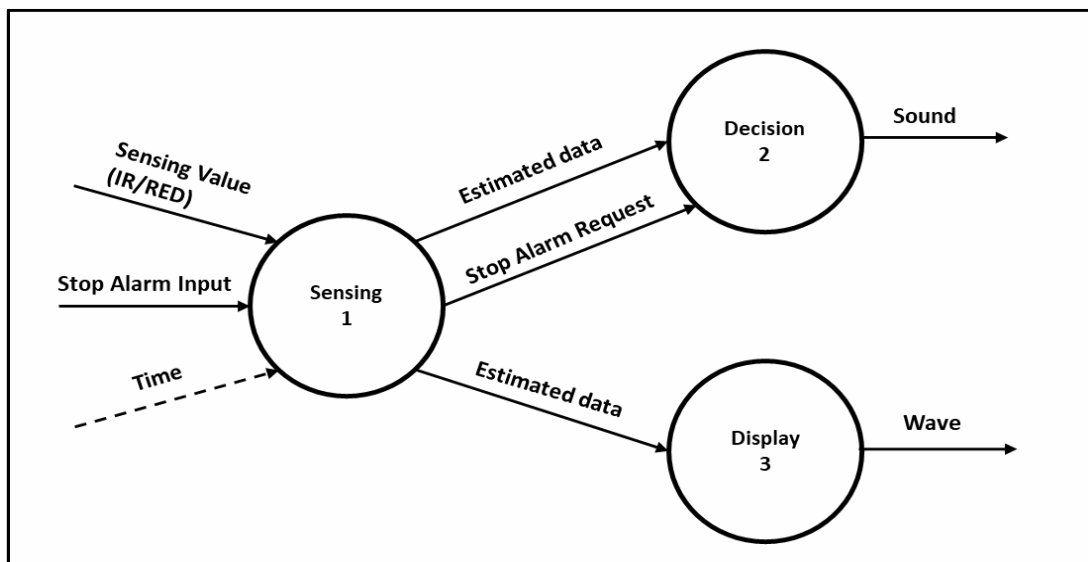 Sensing Value
(IR/RED)
Stop Alarm Input
Time
Sensing
1
Estimated data
Stop Alarm Request
Estimated data
Decision
2
Sound
Display
3
Wave